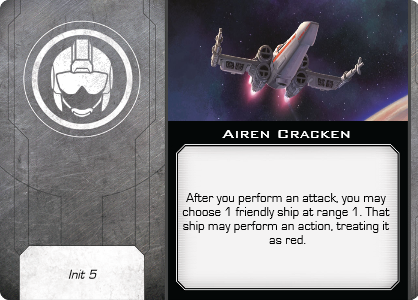 AIREN CRACKEN
After you perform an attack, you may
choose 1 friendly ship at range 1. That
ship may perform an action, treating it
as red.
Init 5